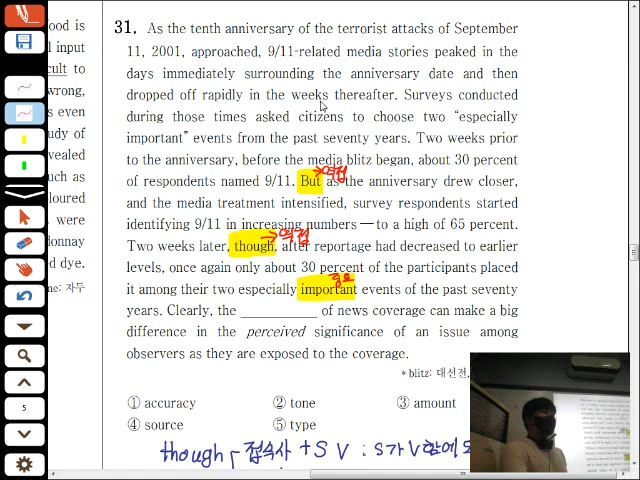 ood is
l input
cult to
wrong,
s even
udy of
vealed
uch as
loured
were
donnay
d dye.
ne: 자두
5
31. As the tenth anniversary of the terrorist attacks of September
11, 2001, approached, 9/11-related media stories peaked in the
days immediately surrounding the anniversary date and then
dropped off rapidly in the weeks thereafter. Surveys conducted
during those times asked citizens to choose two “especially
important” events from the past seventy years. Two weeks prior
to the anniversary, before the media blitz began, about 30 percent
→역접
of respondents named 9/11. But as the anniversary drew closer,
and the media treatment intensified, survey respondents started
identifying 9/11 in increasing numbers — to a high of 65 percent.
→역접
Two weeks later, though, after reportage had decreased to earlier
levels, once again only about 30 percent of the participants placed
중요
it among their two especially important events of the past seventy
years. Clearly, the ____________ of news coverage can make a big
difference in the perceived significance of an issue among
observers as they are exposed to the coverage.
* blitz: 대선전,
① accuracy ② tone ③ amount
④ source ⑤ type
though 접속사 + S V : S가 V 함에